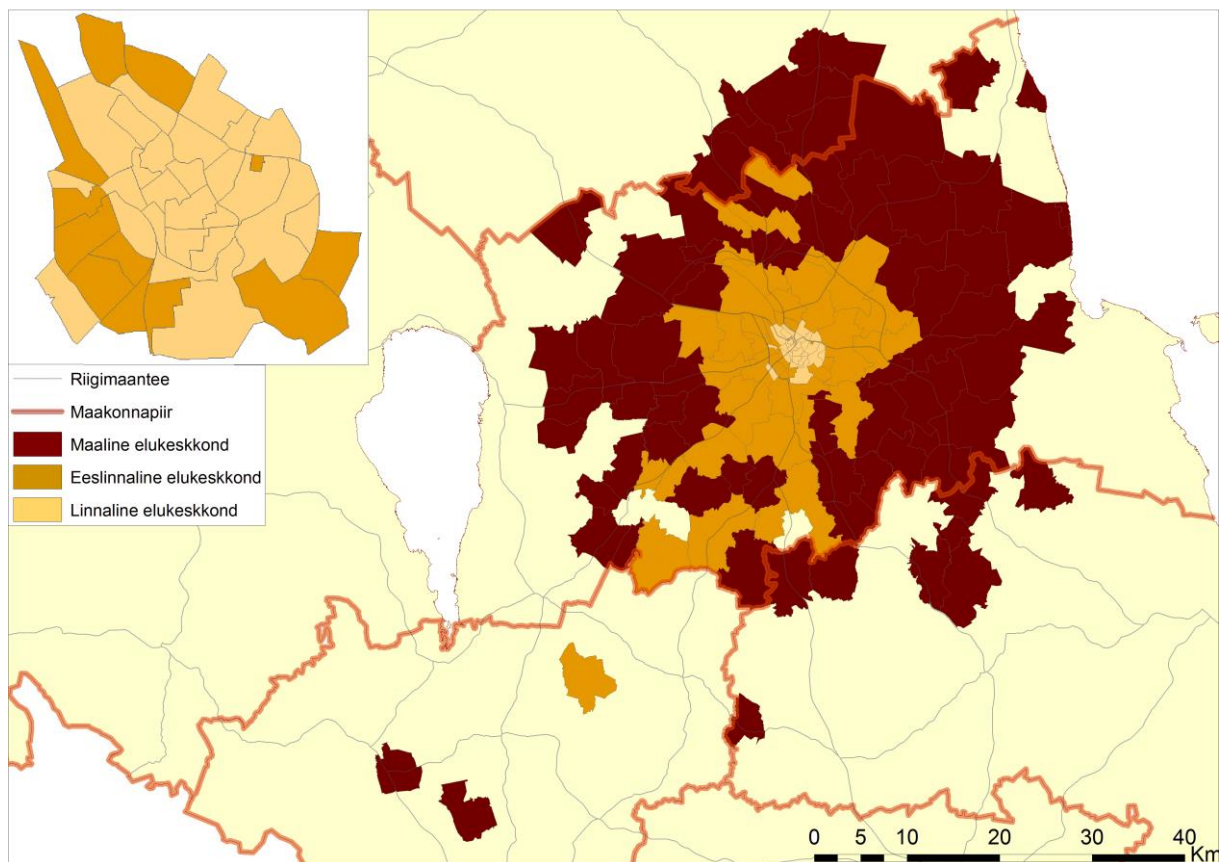 Riigimaantee
Maakonnapiir
Maaline elukeskkond
Eeslinnaline elukeskkond
Linnaline elukeskkond
0 5 10 20 30 40
Km